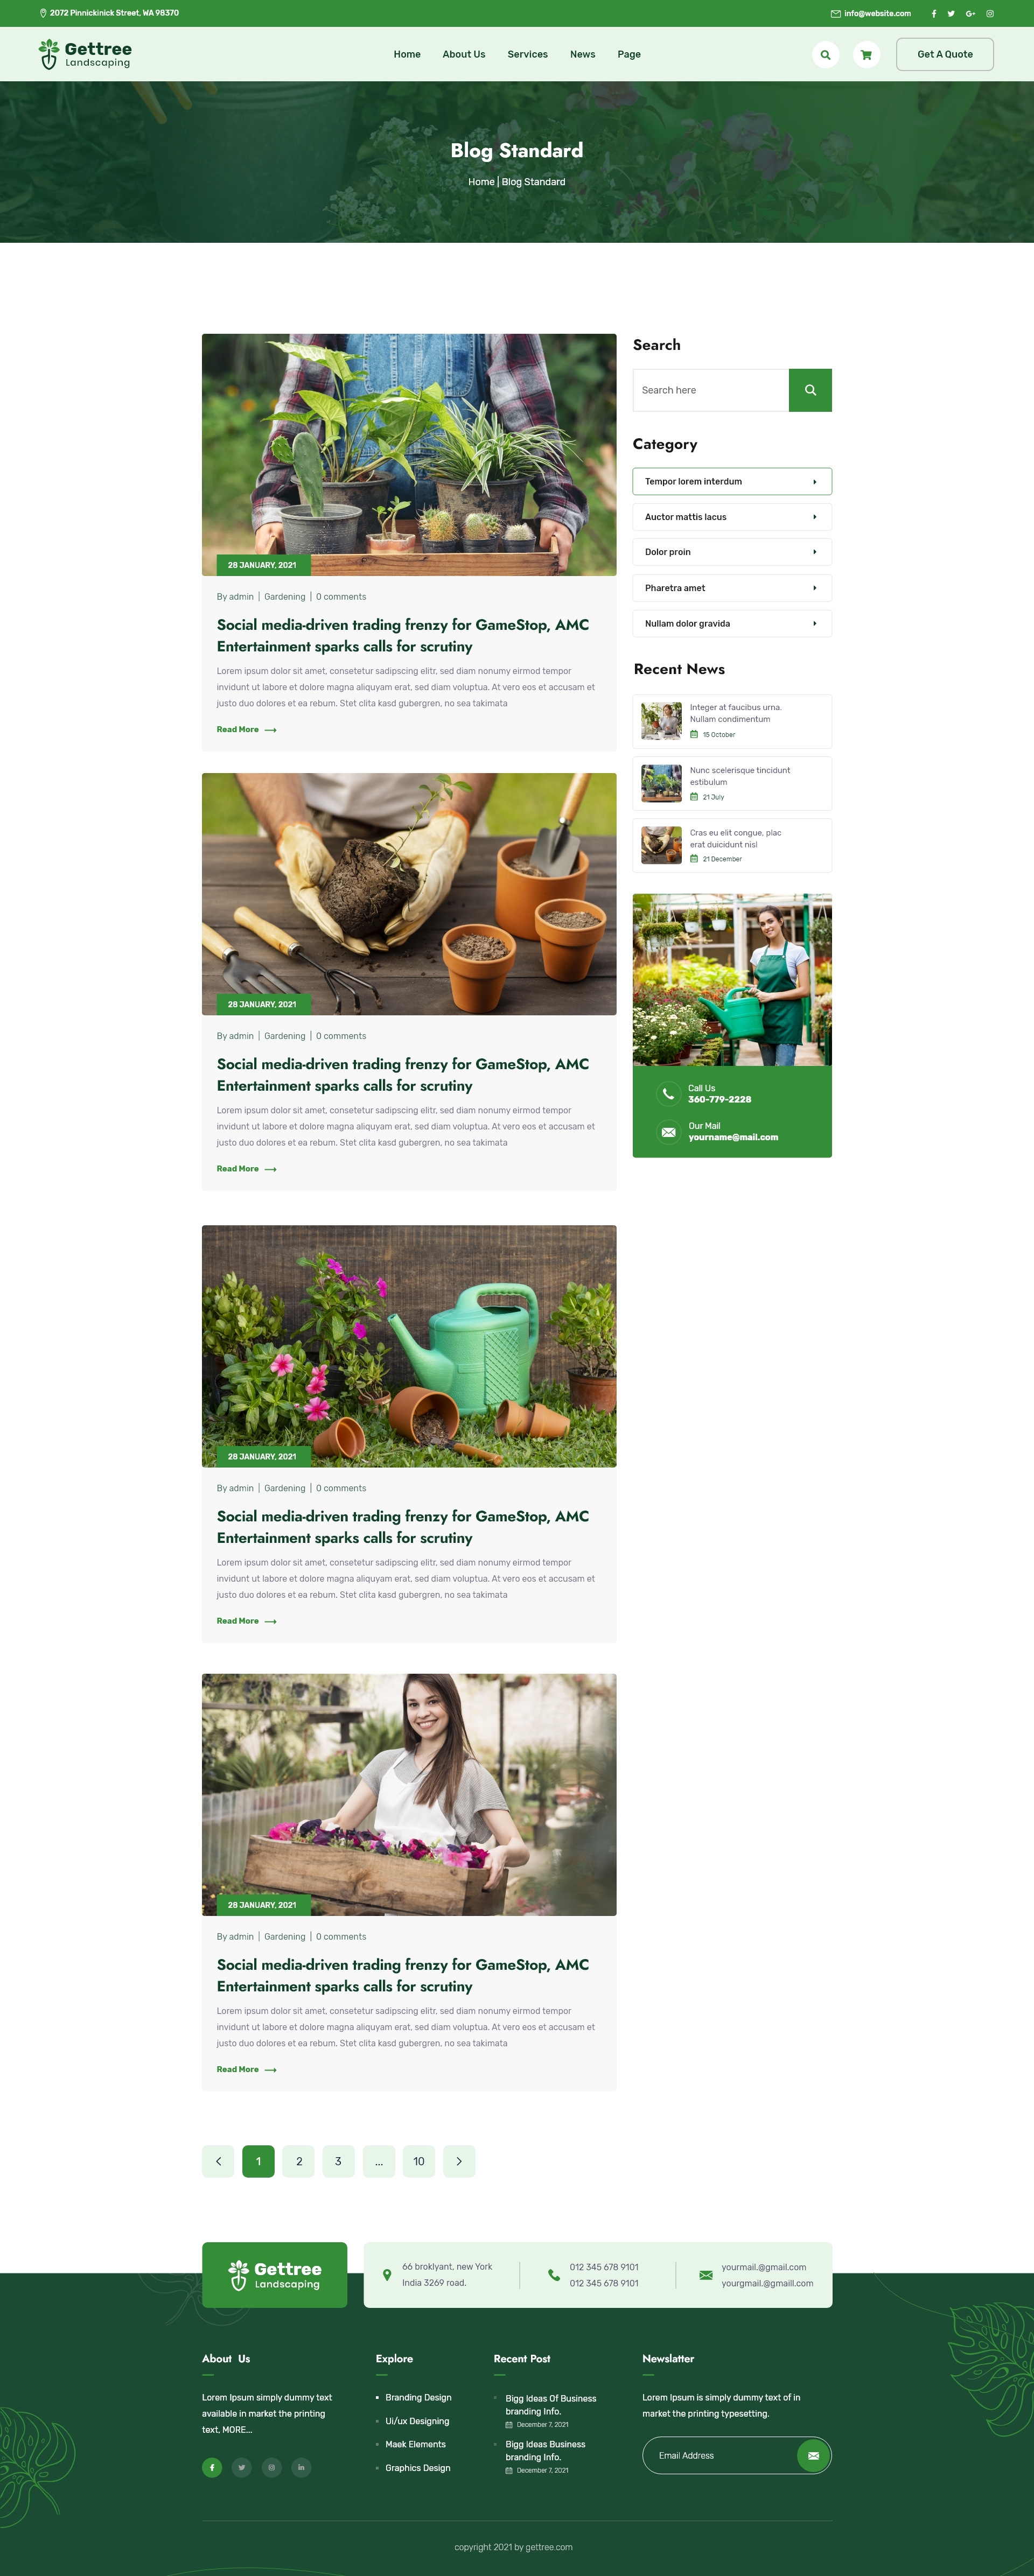 2072 Pinnickinick Street, WA 98370
info@website.com
Gettree
Landscaping
Home
About Us
Services
News
Page
Get A Quote
Blog Standard
Home | Blog Standard
28 JANUARY, 2021
By admin | Gardening | 0 comments
Social media-driven trading frenzy for GameStop, AMC
Entertainment sparks calls for scrutiny
Lorem ipsum dolor sit amet, consetetur sadipscing elitr, sed diam nonumy eirmod tempor
invidunt ut labore et dolore magna aliquyam erat, sed diam voluptua. At vero eos et accusam et
justo duo dolores et ea rebum. Stet clita kasd gubergren, no sea takimata
Read More
28 JANUARY, 2021
By admin | Gardening | 0 comments
Social media-driven trading frenzy for GameStop, AMC
Entertainment sparks calls for scrutiny
Lorem ipsum dolor sit amet, consetetur sadipscing elitr, sed diam nonumy eirmod tempor
invidunt ut labore et dolore magna aliquyam erat, sed diam voluptua. At vero eos et accusam et
justo duo dolores et ea rebum. Stet clita kasd gubergren, no sea takimata
Read More
28 JANUARY, 2021
By admin | Gardening | 0 comments
Social media-driven trading frenzy for GameStop, AMC
Entertainment sparks calls for scrutiny
Lorem ipsum dolor sit amet, consetetur sadipscing elitr, sed diam nonumy eirmod tempor
invidunt ut labore et dolore magna aliquyam erat, sed diam voluptua. At vero eos et accusam et
justo duo dolores et ea rebum. Stet clita kasd gubergren, no sea takimata
Read More
28 JANUARY, 2021
By admin | Gardening | 0 comments
Social media-driven trading frenzy for GameStop, AMC
Entertainment sparks calls for scrutiny
Lorem ipsum dolor sit amet, consetetur sadipscing elitr, sed diam nonumy eirmod tempor
invidunt ut labore et dolore magna aliquyam erat, sed diam voluptua. At vero eos et accusam et
justo duo dolores et ea rebum. Stet clita kasd gubergren, no sea takimata
Read More
Search
Search here
Category
Tempor lorem interdum
Auctor mattis lacus
Dolor proin
Pharetra amet
Nullam dolor gravida
Recent News
Integer at faucibus urna.
Nullam condimentum
15 October
Nunc scelerisque tincidunt
estibulum
21 July
Cras eu elit congue, plac
erat duicidunt nisl
21 December
Call Us
360-779-2228
Our Mail
yourname@mail.com
1 2 3 ... 10
Gettree
Landscaping
66 broklyant, new York
India 3269 road.
012 345 678 9101
012 345 678 9101
yourmail.@gmail.com
yourgmail.@gmaill.com
About Us
Lorem Ipsum simply dummy text
available in market the printing
text, MORE...
Explore
Branding Design
Ui/ux Designing
Maek Elements
Graphics Design
Recent Post
Bigg Ideas Of Business
branding Info.
December 7, 2021
Bigg Ideas Business
branding Info.
December 7, 2021
Newslatter
Lorem Ipsum is simply dummy text of in
market the printing typesetting.
Email Address
copyright 2021 by gettree.com